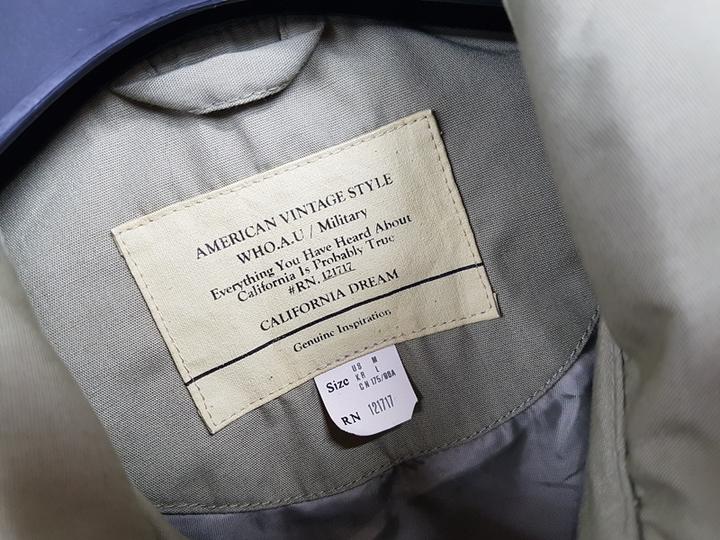 AMERICAN VINTAGE STYLE
WHO.A.U / Military
Everything You Have Heard About
California Is Probably True
#RN. 121717
CALIFORNIA DREAM
Genuine Inspiration
Size
US M
KR L
CN 175/88A
RN 121717